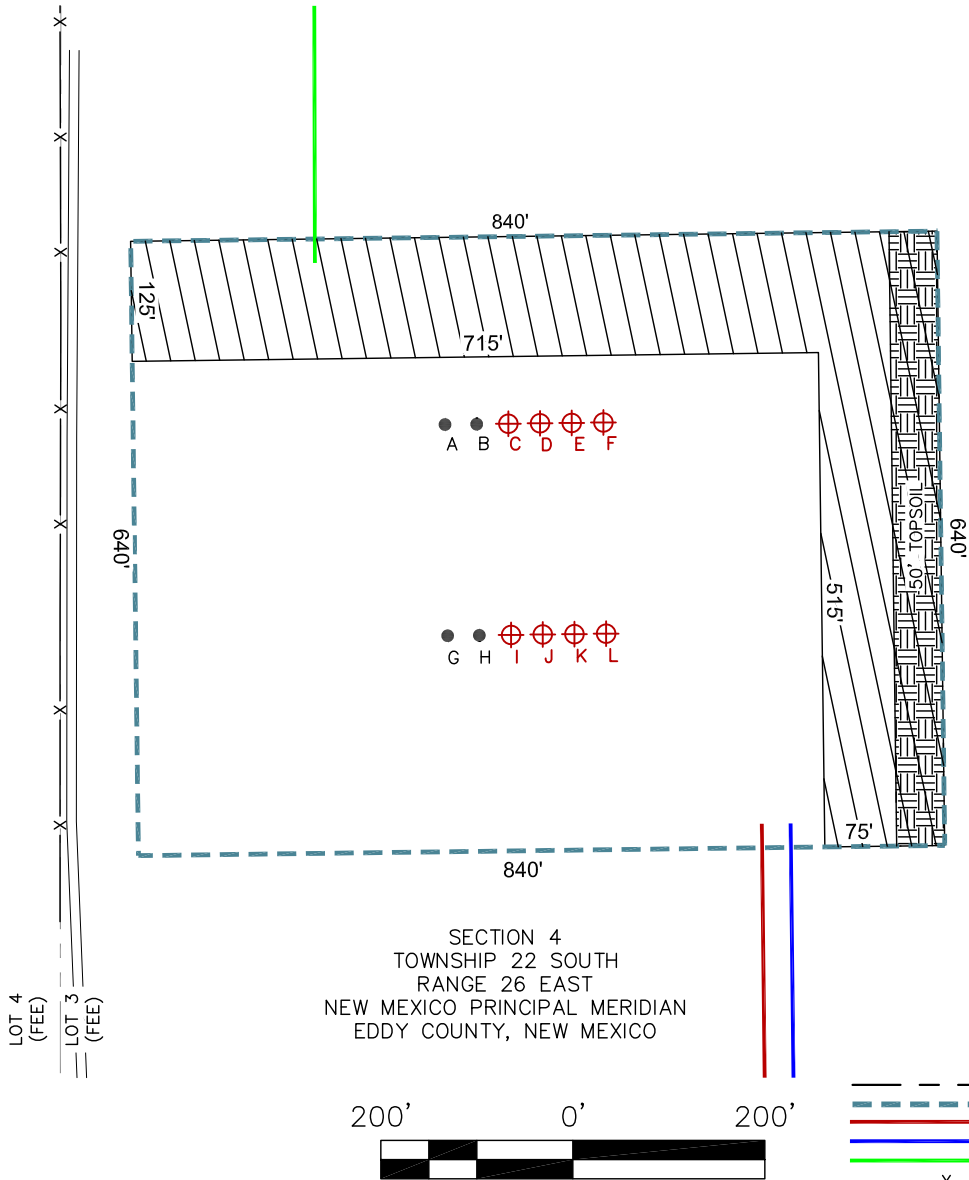 840'
125'
715'
A B C D E F
640'
50' TOPSOIL
640'
515'
G H I J K L
75'
840'
SECTION 4
TOWNSHIP 22 SOUTH
RANGE 26 EAST
NEW MEXICO PRINCIPAL MERIDIAN
EDDY COUNTY, NEW MEXICO
LOT 4
(FEE)
LOT 3
(FEE)
200' 0' 200'